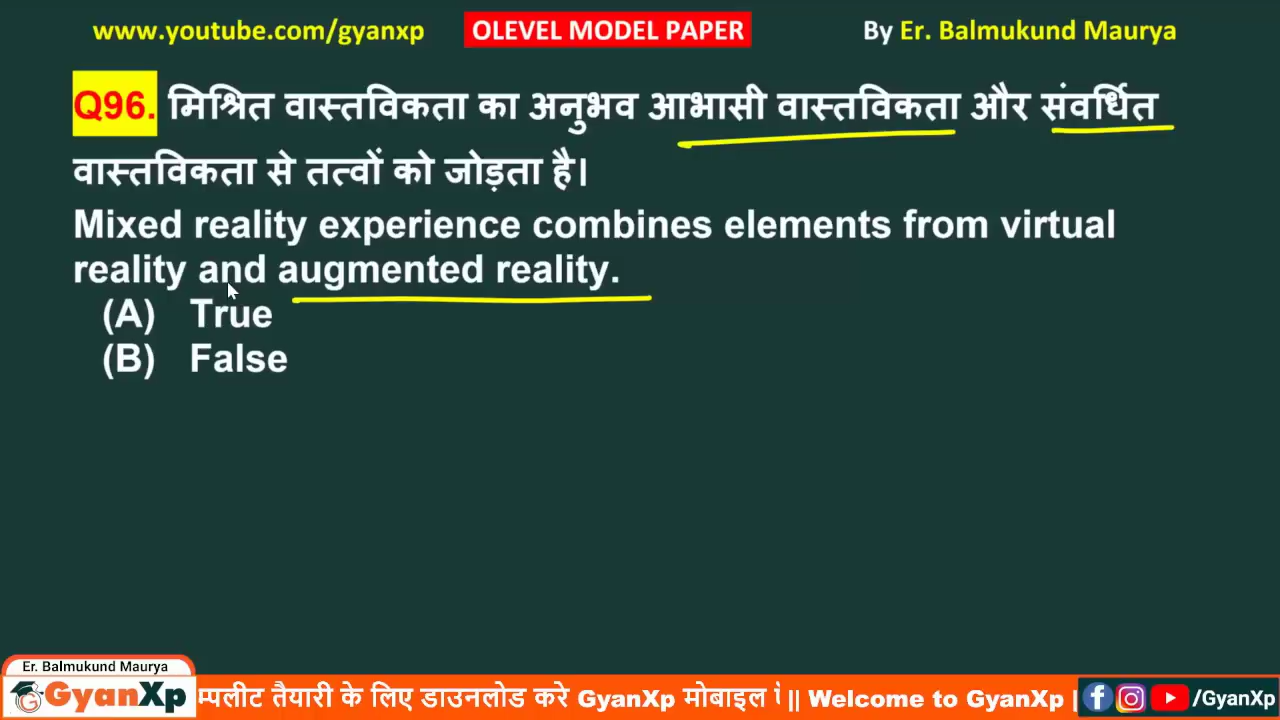 www.youtube.com/gyanxp OLEVEL MODEL PAPER By Er. Balmukund Maurya
Q96. मिश्रित वास्तविकता का अनुभव आभासी वास्तविकता और संवर्धित
वास्तविकता से तत्वों को जोड़ता है।
Mixed reality experience combines elements from virtual
reality and augmented reality.
(A) True
(B) False
Er. Balmukund Maurya
GyanXp म्पलीट तैयारी के लिए डाउनलोड करे GyanXp मोबाइल || Welcome to GyanXp | /GyanXp